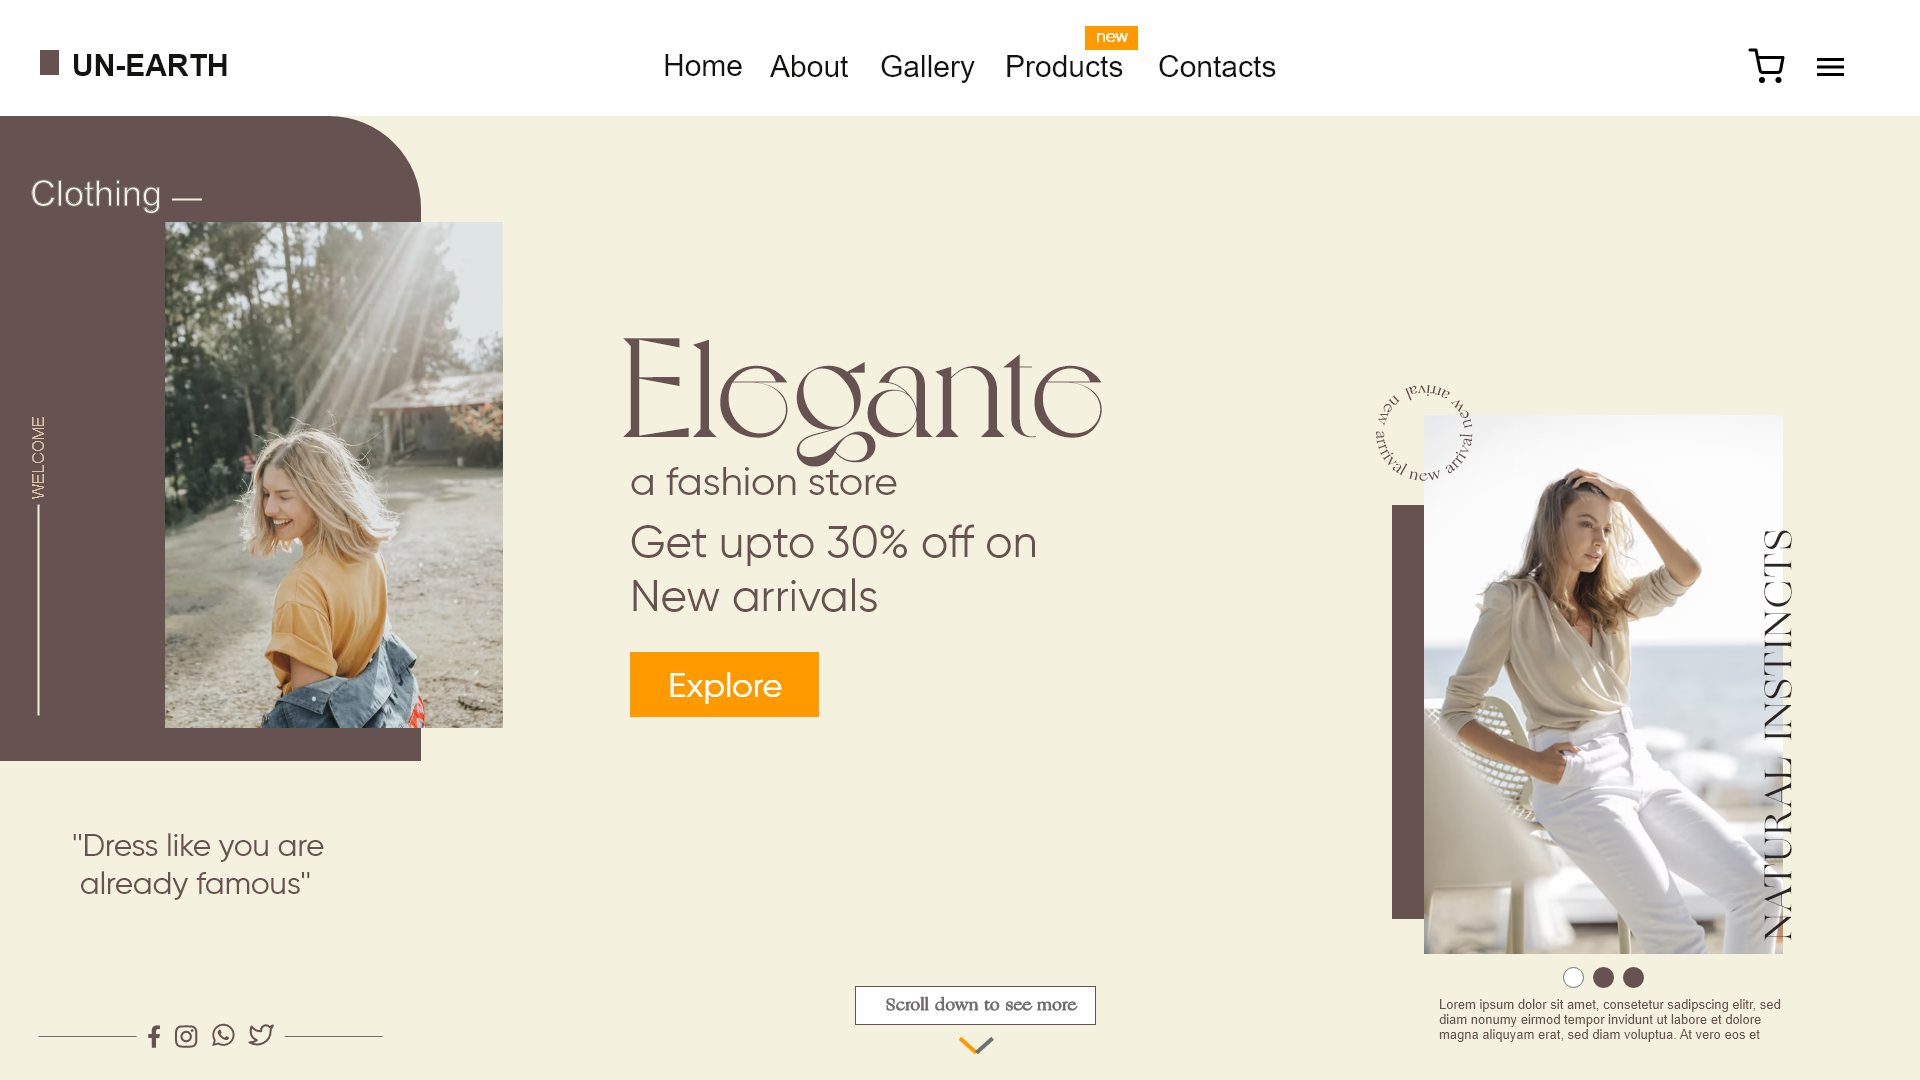 UN-EARTH
Home About Gallery Products Contacts
new
Clothing
WELCOME
Elegante
a fashion store
Get upto 30% off on
New arrivals
Explore
new arrival new arrival new arrival
NATURAL INSTINCTS
"Dress like you are
already famous"
Scroll down to see more
Lorem ipsum dolor sit amet, consetetur sadipscing elitr, sed
diam nonumy eirmod tempor invidunt ut labore et dolore
magna aliquyam erat, sed diam voluptua. At vero eos et